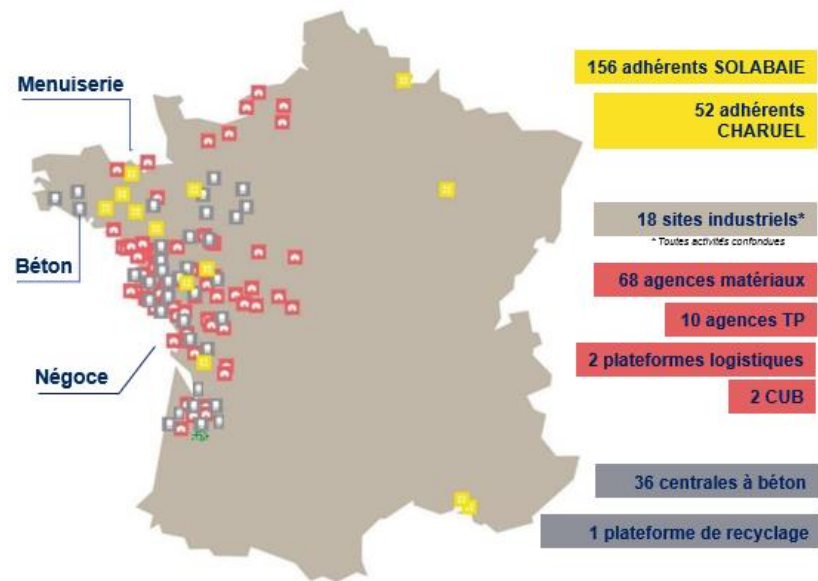 Menuiserie
Béton
Négoce
156 adhérents SOLABAIE
52 adhérents
CHARUEL
18 sites industriels*
* Toutes activités confondues
68 agences matériaux
10 agences TP
2 plateformes logistiques
2 CUB
36 centrales à béton
1 plateforme de recyclage